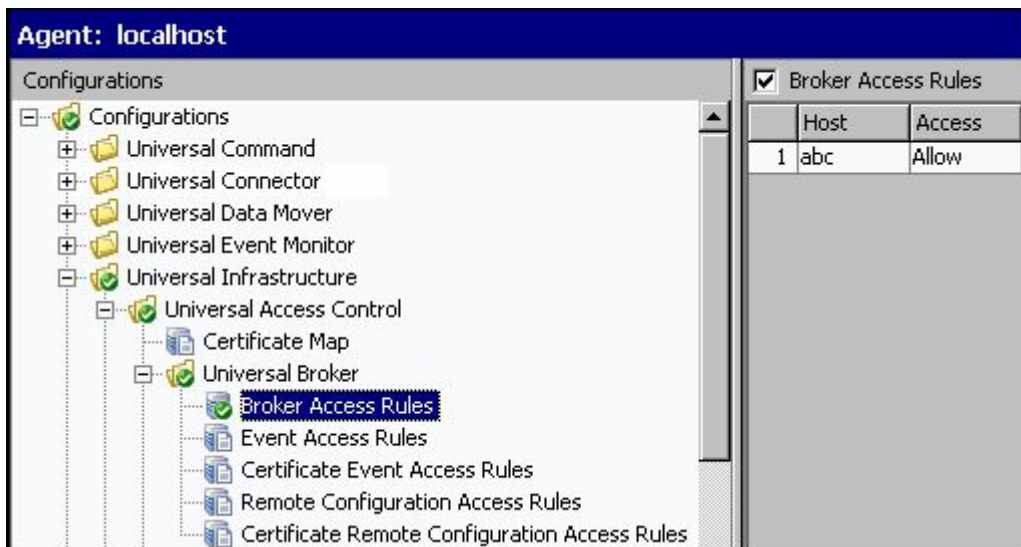 Agent: localhost
Configurations
Configurations
Universal Command
Universal Connector
Universal Data Mover
Universal Event Monitor
Universal Infrastructure
Universal Access Control
Certificate Map
Universal Broker
Broker Access Rules
Event Access Rules
Certificate Event Access Rules
Remote Configuration Access Rules
Certificate Remote Configuration Access Rules
Broker Access Rules
Host Access
1 abc Allow